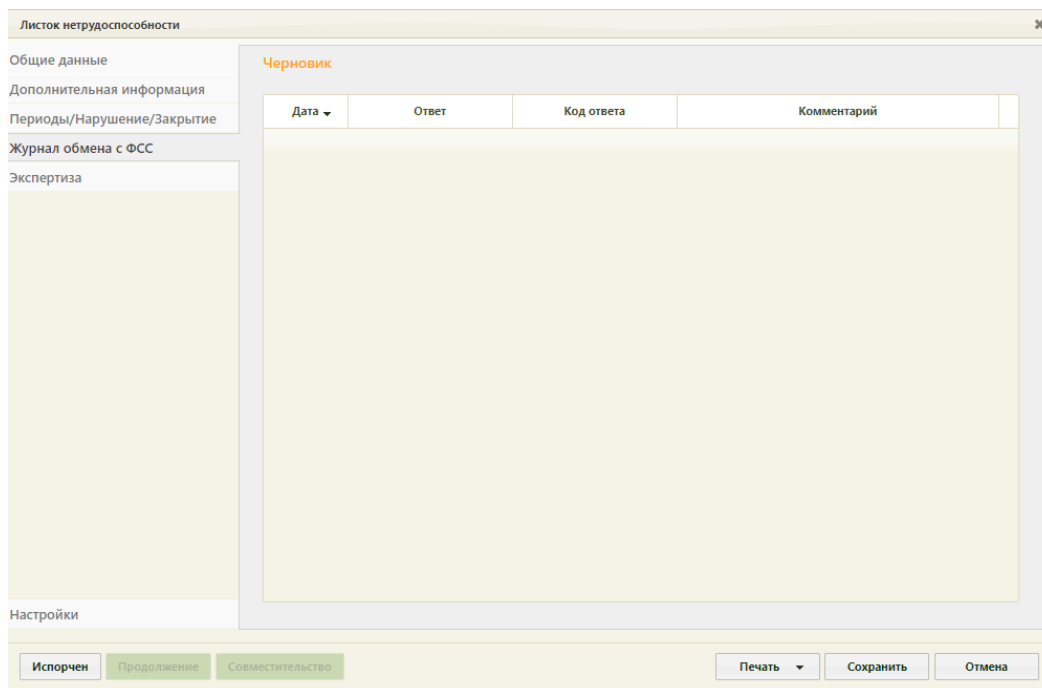 Листок нетрудоспособности
Общие данные
Дополнительная информация
Периоды/Нарушение/Закрытие
Журнал обмена с ФСС
Экспертиза
Настройки
Черновик
Дата Ответ Код ответа Комментарий
Испорчен Продолжение Совместительство Печать Сохранить Отмена